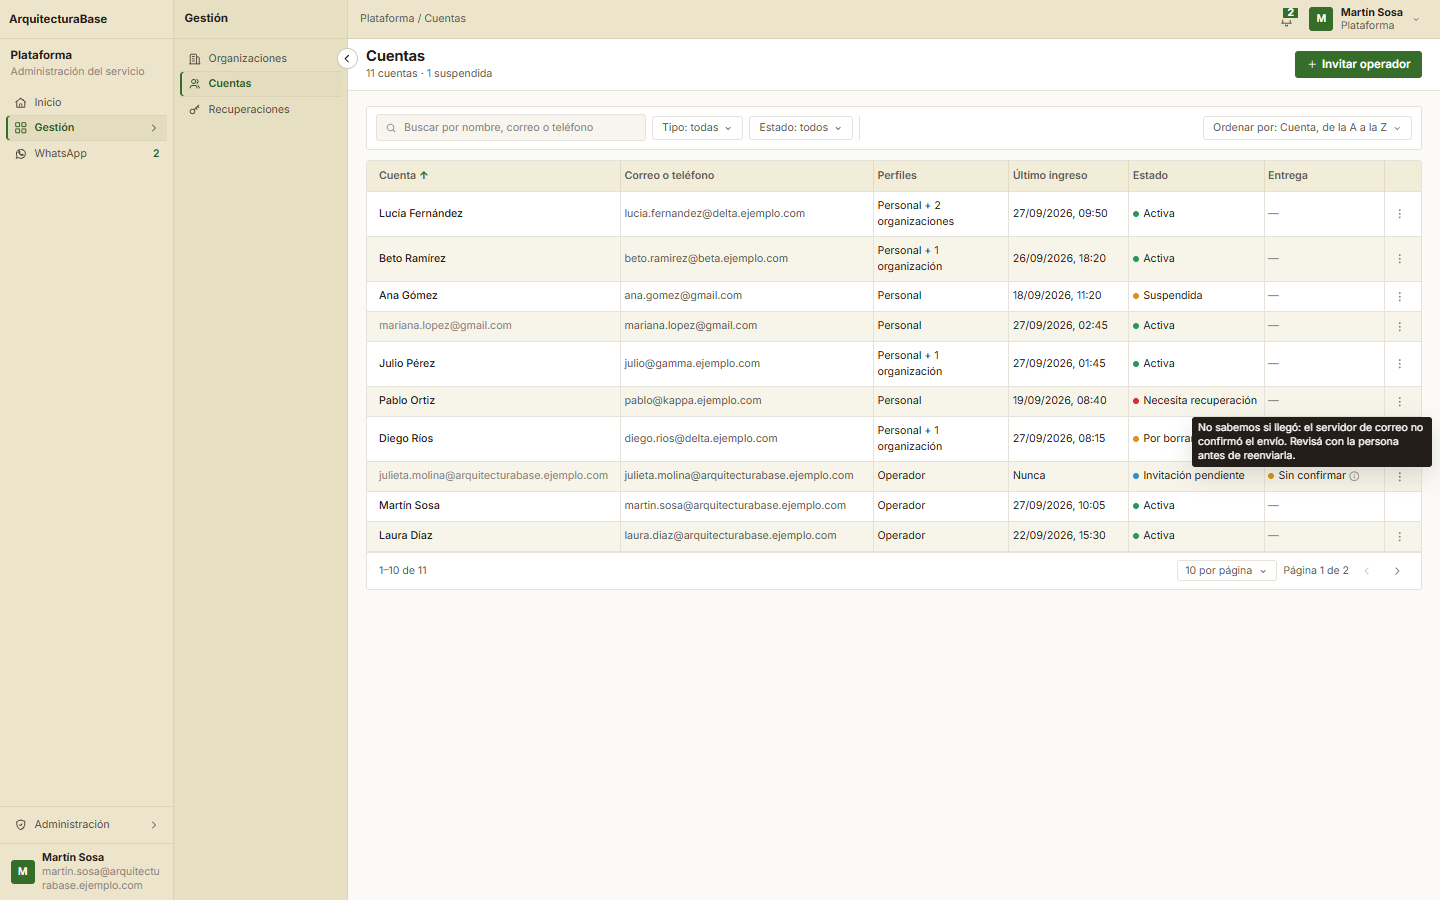 ArquitecturaBase
Plataforma
Administración del servicio
Inicio
Gestión
WhatsApp 2
Administración
M
Martín Sosa
martin.sosa@arquitectu
rabase.ejemplo.com
Gestión
Organizaciones
Cuentas
Recuperaciones
Plataforma / Cuentas
2
M
Martín Sosa
Plataforma
Cuentas
11 cuentas · 1 suspendida
+ Invitar operador
Buscar por nombre, correo o teléfono
Tipo: todas
Estado: todos
Ordenar por: Cuenta, de la A a la Z
Cuenta ↑ Correo o teléfono Perfiles Último ingreso Estado Entrega
Lucía Fernández lucia.fernandez@delta.ejemplo.com Personal + 2 organizaciones 27/09/2026, 09:50 Activa —
Beto Ramírez beto.ramirez@beta.ejemplo.com Personal + 1 organización 26/09/2026, 18:20 Activa —
Ana Gómez ana.gomez@gmail.com Personal 18/09/2026, 11:20 Suspendida —
mariana.lopez@gmail.com mariana.lopez@gmail.com Personal 27/09/2026, 02:45 Activa —
Julio Pérez julio@gamma.ejemplo.com Personal + 1 organización 27/09/2026, 01:45 Activa —
Pablo Ortiz pablo@kappa.ejemplo.com Personal 19/09/2026, 08:40 Necesita recuperación —
Diego Ríos diego.rios@delta.ejemplo.com Personal + 1 organización 27/09/2026, 08:15 Por borrar
No sabemos si llegó: el servidor de correo no
confirmó el envío. Revisá con la persona
antes de reenviarla.
julieta.molina@arquitecturabase.ejemplo.com julieta.molina@arquitecturabase.ejemplo.com Operador Nunca Invitación pendiente Sin confirmar
Martín Sosa martin.sosa@arquitecturabase.ejemplo.com Operador 27/09/2026, 10:05 Activa —
Laura Díaz laura.diaz@arquitecturabase.ejemplo.com Operador 22/09/2026, 15:30 Activa —
1–10 de 11
10 por página
Página 1 de 2